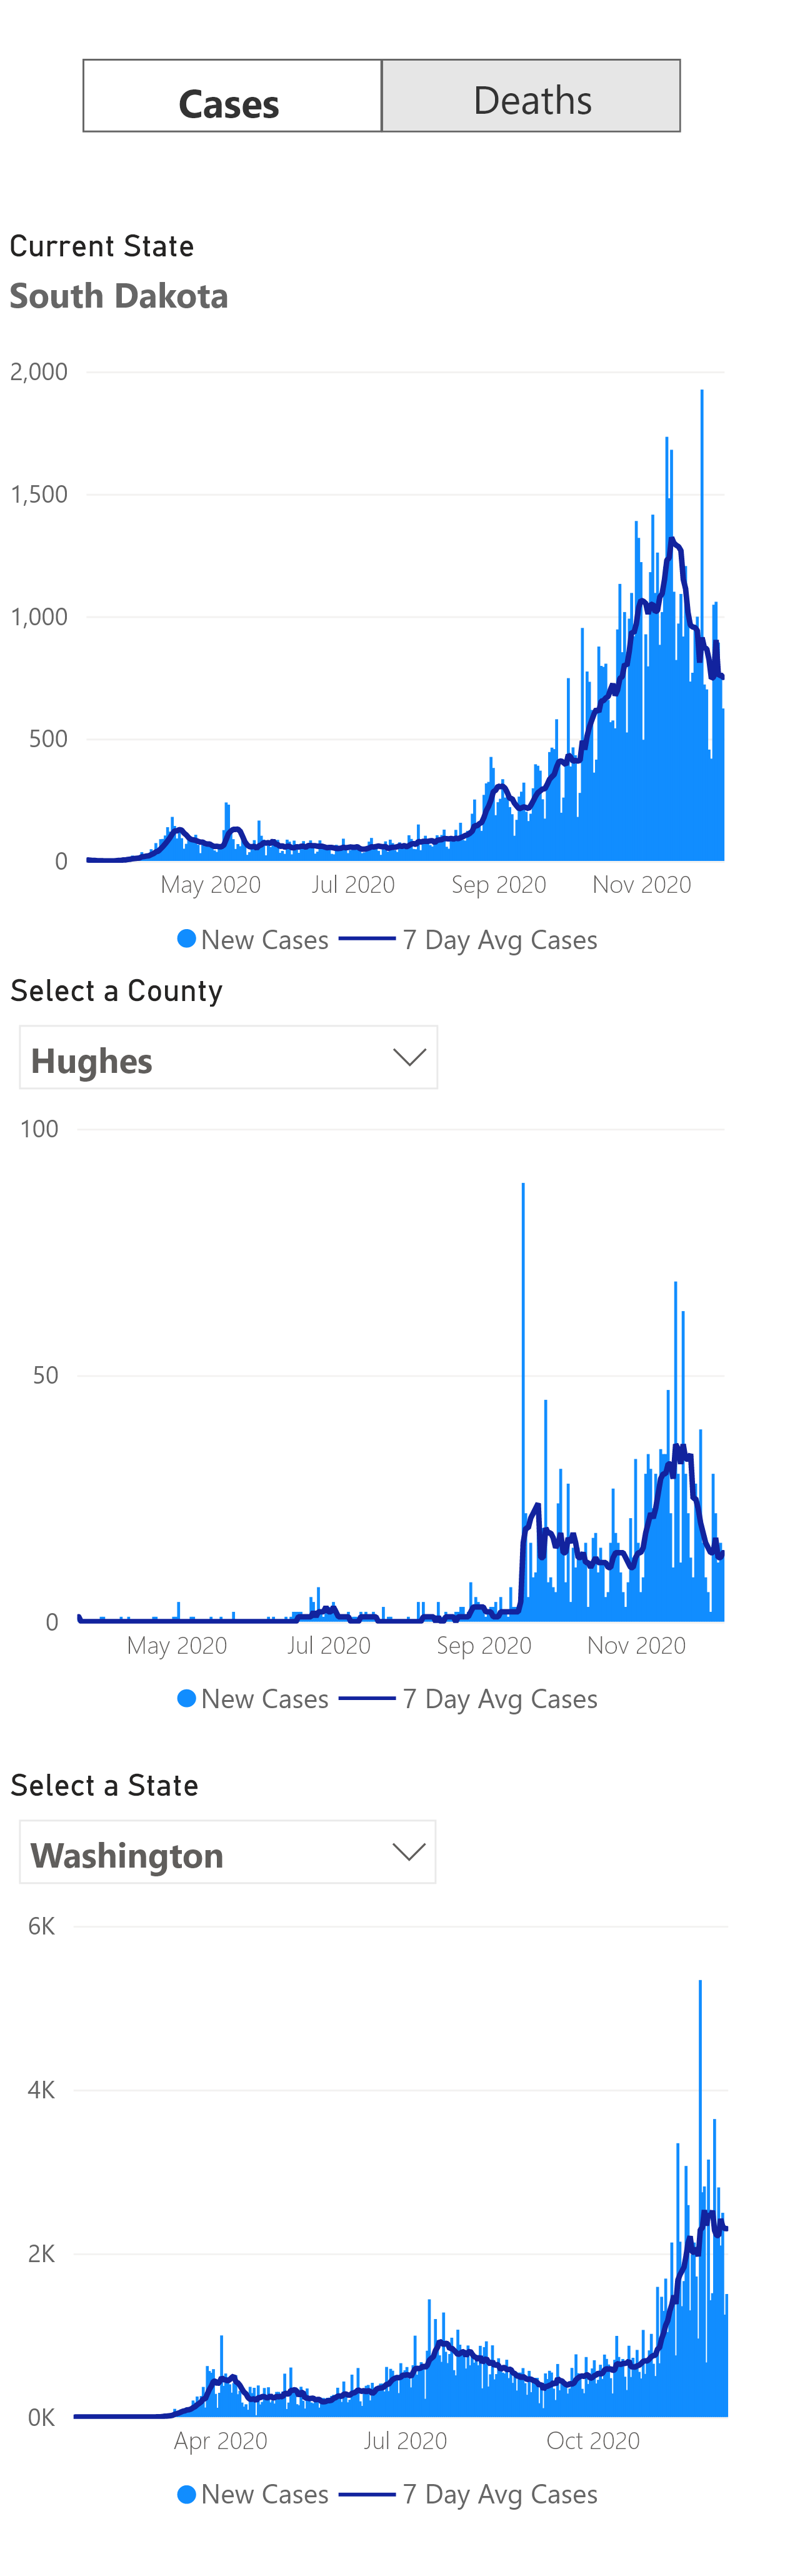 Cases Deaths
Current State
South Dakota
2,000
1,500
1,000
500
0
May 2020 Jul 2020 Sep 2020 Nov 2020
New Cases 7 Day Avg Cases
Select a County
Hughes
100
50
0
May 2020 Jul 2020 Sep 2020 Nov 2020
New Cases 7 Day Avg Cases
Select a State
Washington
6K
4K
2K
0K
Apr 2020 Jul 2020 Oct 2020
New Cases 7 Day Avg Cases